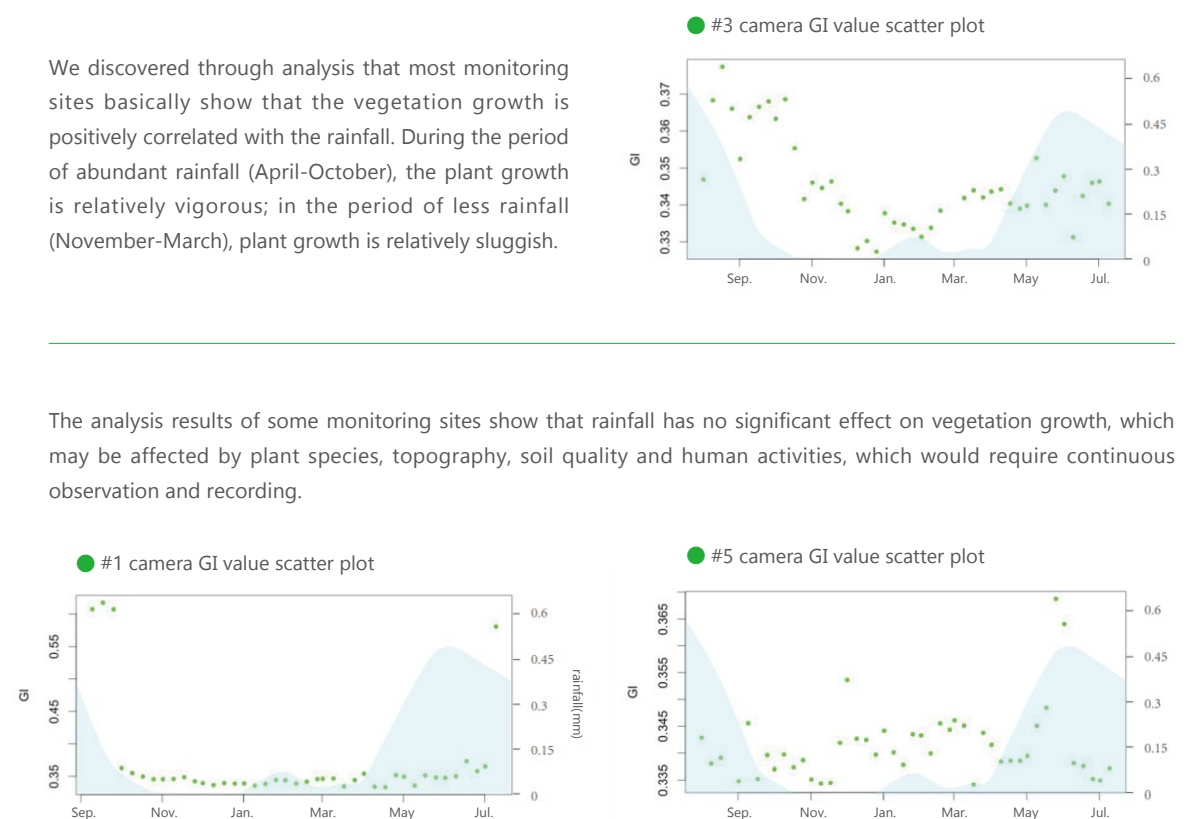 #3 camera GI value scatter plot
We discovered through analysis that most monitoring
sites basically show that the vegetation growth is
positively correlated with the rainfall. During the period
of abundant rainfall (April-October), the plant growth
is relatively vigorous; in the period of less rainfall
(November-March), plant growth is relatively sluggish.
GI
0.37
0.36
0.35
0.34
0.33
0.6
0.45
0.3
0.15
0
Sep. Nov. Jan. Mar. May Jul.
The analysis results of some monitoring sites show that rainfall has no significant effect on vegetation growth, which
may be affected by plant species, topography, soil quality and human activities, which would require continuous
observation and recording.
#1 camera GI value scatter plot
GI
0.55
0.45
0.35
0.6
0.45
0.3
0.15
0
rainfall(mm)
Sep. Nov. Jan. Mar. May Jul.
#5 camera GI value scatter plot
GI
0.365
0.355
0.345
0.335
0.6
0.45
0.3
0.15
0
Sep. Nov. Jan. Mar. May Jul.